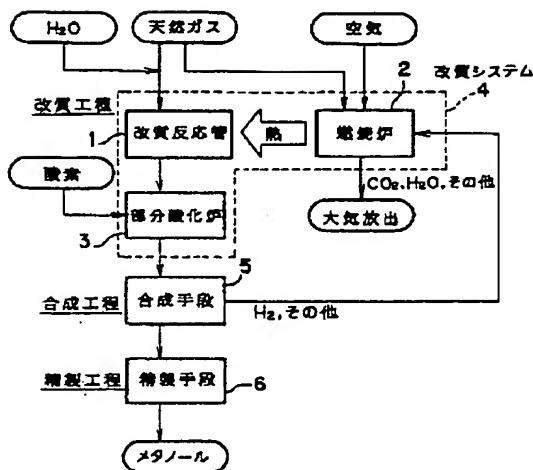 H₂O
天然ガス
空気
改質システム
4
2
改質工程
1
改質反応管
熱
燃焼炉
酸素
CO₂,H₂O,その他
部分酸化炉
大気放出
3
5
合成工程
合成手段
H₂,その他
精製工程
精製手段
6
メタノール